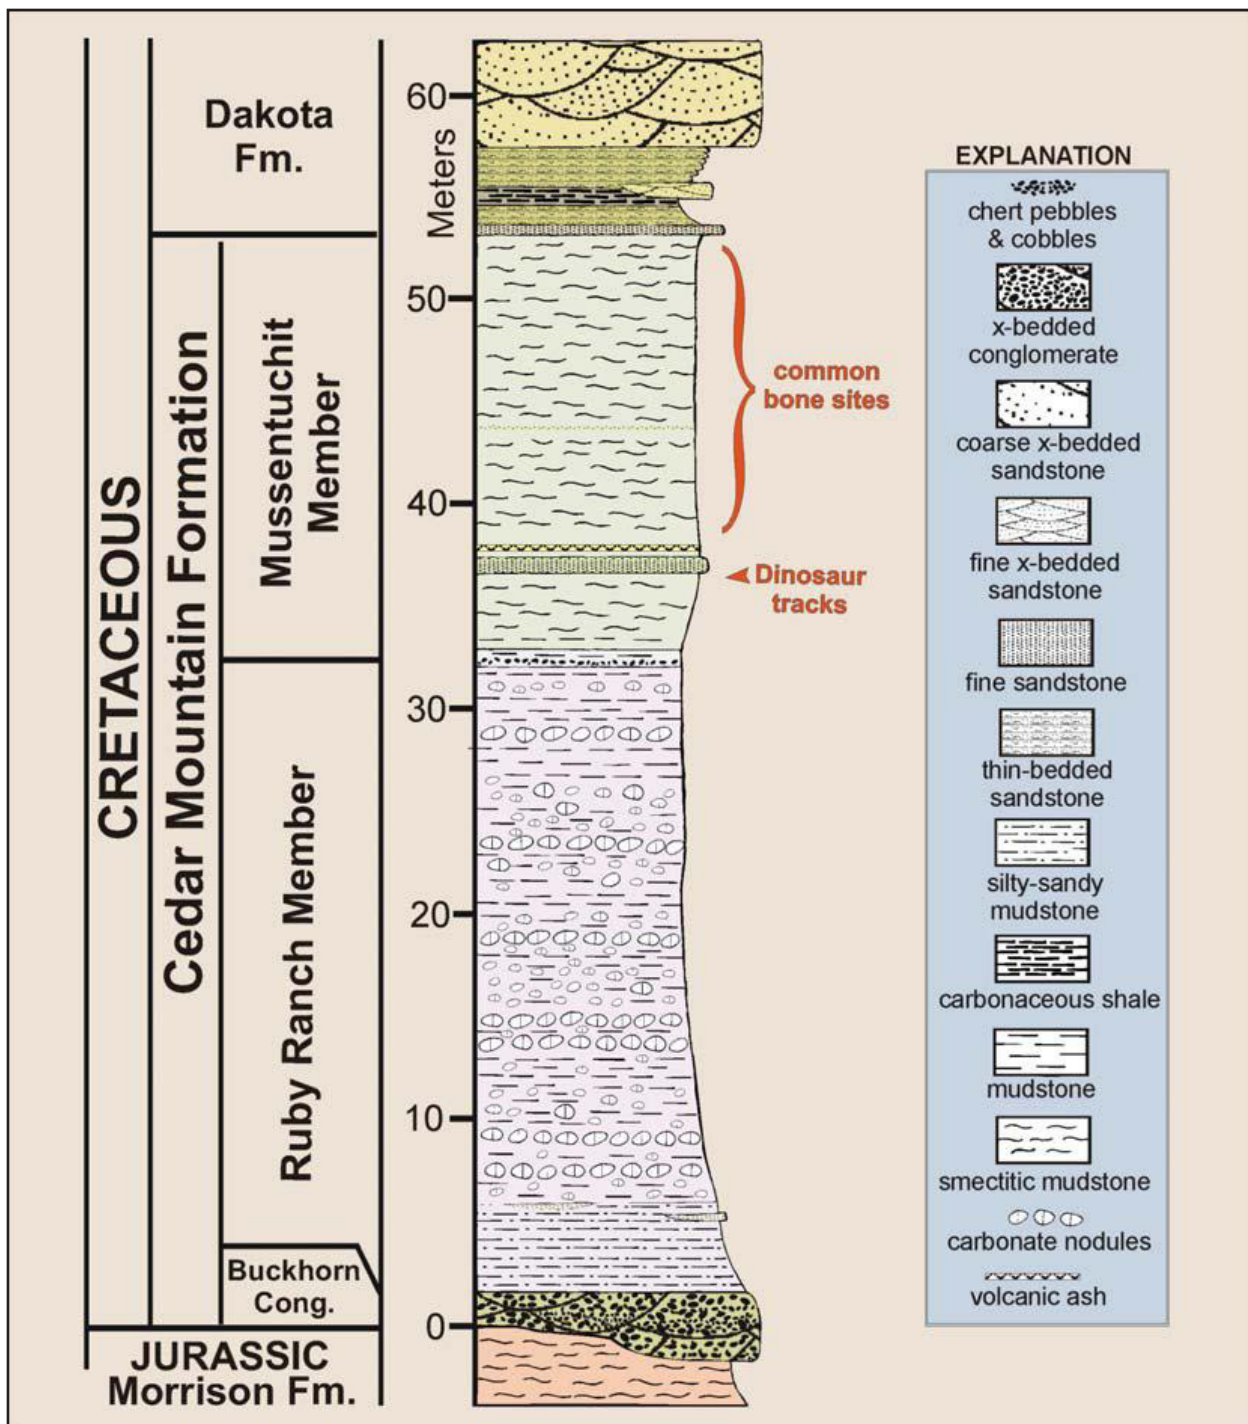 Dakota
Fm.
CRETACEOUS
Cedar Mountain Formation
Mussentuchit
Member
Ruby Ranch Member
Buckhorn
Cong.
JURASSIC
Morrison Fm.
Meters
60
50
40
30
20
10
0
common
bone sites
Dinosaur
tracks
EXPLANATION
chert pebbles
& cobbles
x-bedded
conglomerate
coarse x-bedded
sandstone
fine x-bedded
sandstone
fine sandstone
thin-bedded
sandstone
silty-sandy
mudstone
carbonaceous shale
mudstone
smectitic mudstone
carbonate nodules
volcanic ash